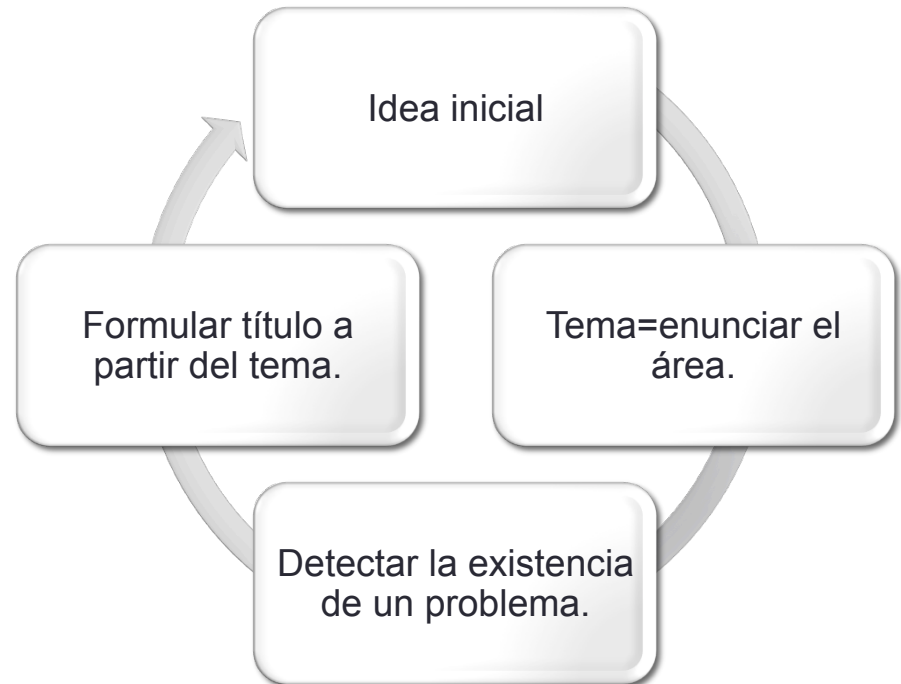 Idea inicial
Tema=enunciar el
área.
Detectar la existencia
de un problema.
Formular título a
partir del tema.